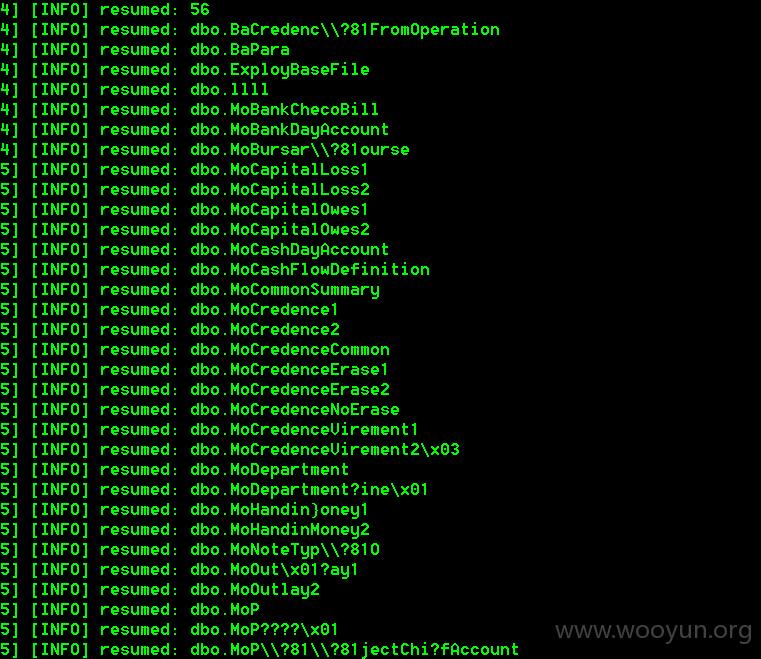 4] [INFO] resumed: 56
4] [INFO] resumed: dbo.BaCredenc\\?81FromOperation
4] [INFO] resumed: dbo.BaPara
4] [INFO] resumed: dbo.ExployBaseFile
4] [INFO] resumed: dbo.llll
4] [INFO] resumed: dbo.MoBankChecoBill
4] [INFO] resumed: dbo.MoBankDayAccount
4] [INFO] resumed: dbo.MoBursar\\?81ourse
5] [INFO] resumed: dbo.MoCapitalLoss1
5] [INFO] resumed: dbo.MoCapitalLoss2
5] [INFO] resumed: dbo.MoCapitalOwes1
5] [INFO] resumed: dbo.MoCapitalOwes2
5] [INFO] resumed: dbo.MoCashDayAccount
5] [INFO] resumed: dbo.MoCashFlowDefinition
5] [INFO] resumed: dbo.MoCommonSummary
5] [INFO] resumed: dbo.MoCredence1
5] [INFO] resumed: dbo.MoCredence2
5] [INFO] resumed: dbo.MoCredenceCommon
5] [INFO] resumed: dbo.MoCredenceErase1
5] [INFO] resumed: dbo.MoCredenceErase2
5] [INFO] resumed: dbo.MoCredenceNoErase
5] [INFO] resumed: dbo.MoCredenceVirement1
5] [INFO] resumed: dbo.MoCredenceVirement2\x03
5] [INFO] resumed: dbo.MoDepartment
5] [INFO] resumed: dbo.MoDepartment?ine\x01
5] [INFO] resumed: dbo.MoHandin}oney1
5] [INFO] resumed: dbo.MoHandinMoney2
5] [INFO] resumed: dbo.MoNoteTyp\\?81O
5] [INFO] resumed: dbo.MoOut\x01?ay1
5] [INFO] resumed: dbo.MoOutlay2
5] [INFO] resumed: dbo.MoP
5] [INFO] resumed: dbo.MoP????\x01
5] [INFO] resumed: dbo.MoP\\?81\\?81jectChi?fAccount
www.wooyun.org